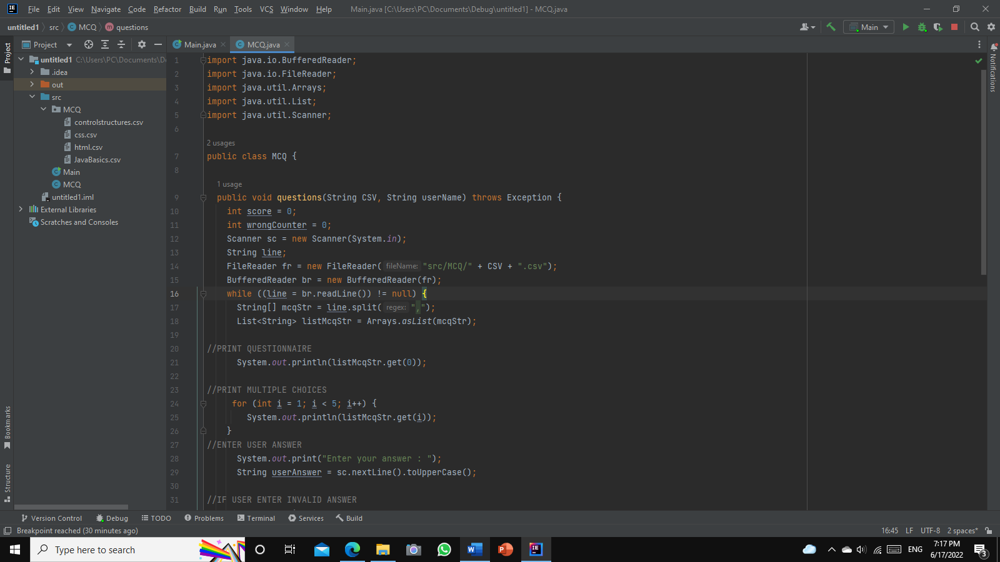 IE File Edit View Navigate Code Refactor Build Run Tools VCS Window Help Main.java [C:\Users\PC\Documents\Debug\untitled1] - MCQ.java
untitled1 src MCQ questions Main
Project Main.java MCQ.java
Project
untitled1 C:\Users\PC\Documents\D
.idea
out
src
MCQ
controlstructures.csv
css.csv
html.csv
JavaBasics.csv
Main
MCQ
untitled1.iml
External Libraries
Scratches and Consoles
1 import java.io.BufferedReader;
2 import java.io.FileReader;
3 import java.util.Arrays;
4 import java.util.List;
5 import java.util.Scanner;
6
2 usages
7 public class MCQ {
8
1 usage
9 public void questions(String CSV, String userName) throws Exception {
10 int score = 0;
11 int wrongCounter = 0;
12 Scanner sc = new Scanner(System.in);
13 String line;
14 FileReader fr = new FileReader( fileName: "src/MCQ/" + CSV + ".csv");
15 BufferedReader br = new BufferedReader(fr);
16 while ((line = br.readLine()) != null) {
17 String[] mcqStr = line.split( regex: ",");
18 List<String> listMcqStr = Arrays.asList(mcqStr);
19
20 //PRINT QUESTIONNAIRE
21 System.out.println(listMcqStr.get(0));
22
23 //PRINT MULTIPLE CHOICES
24 for (int i = 1; i < 5; i++) {
25 System.out.println(listMcqStr.get(i));
26 }
27 //ENTER USER ANSWER
28 System.out.print("Enter your answer : ");
29 String userAnswer = sc.nextLine().toUpperCase();
30
31 //IF USER ENTER INVALID ANSWER
Notifications
Bookmarks
Structure
Version Control Debug TODO Problems Terminal Services Build
Breakpoint reached (30 minutes ago) 16:45 LF UTF-8 2 spaces*
Type here to search
ENG
7:17 PM
6/17/2022
3